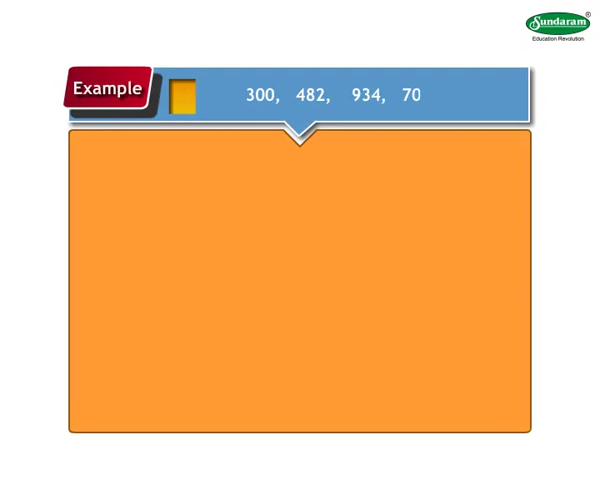 Sundaram
Education Revolution
Example
300, 482, 934, 70